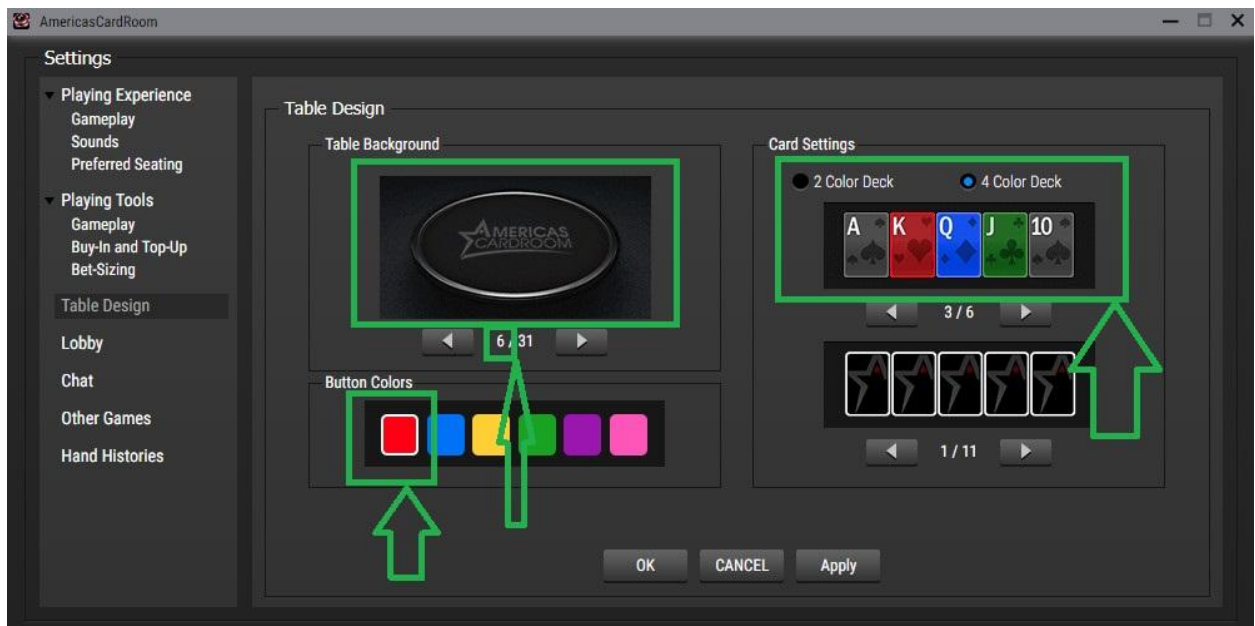 AmericasCardRoom
Settings
Playing Experience
Gameplay
Sounds
Preferred Seating
Playing Tools
Gameplay
Buy-In and Top-Up
Bet-Sizing
Table Design
Lobby
Chat
Other Games
Hand Histories
Table Design
Table Background
AMERICAS
CARDROOM
6 / 31
Button Colors
Card Settings
2 Color Deck 4 Color Deck
A K Q J 10
3 / 6
1 / 11
OK CANCEL Apply